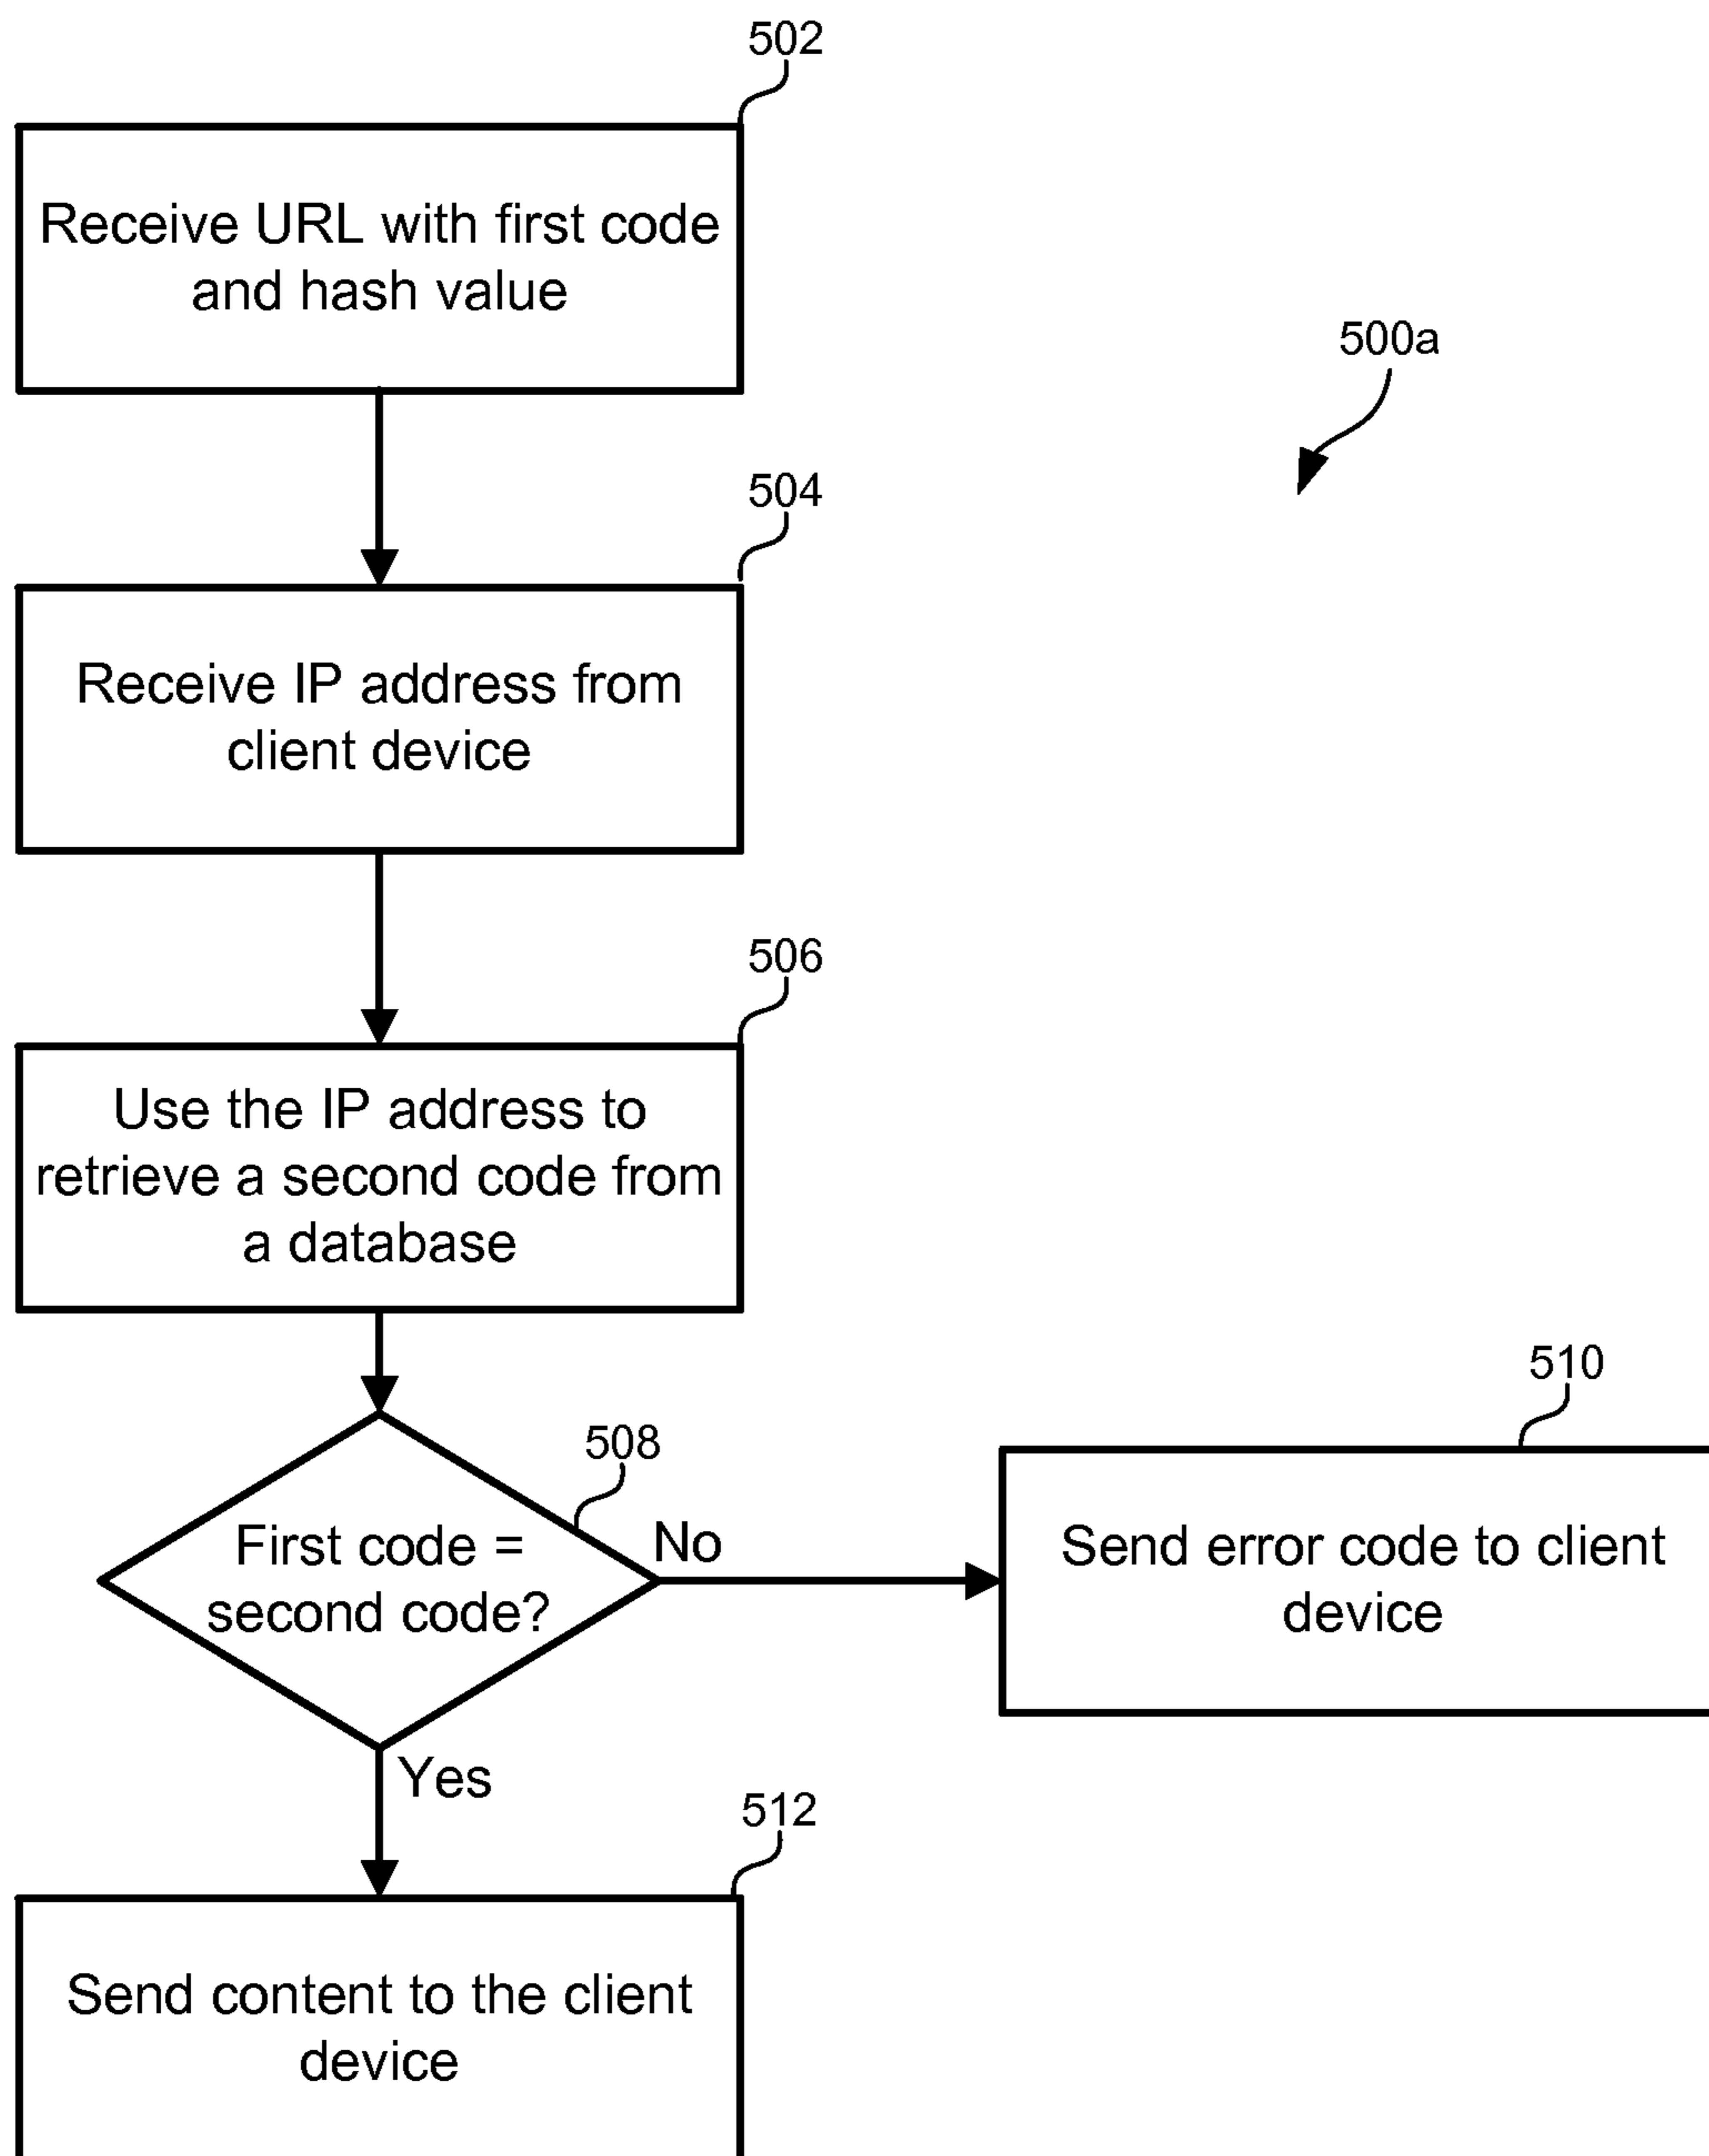 502
Receive URL with first code
and hash value
500a
504
Receive IP address from
client device
506
Use the IP address to
retrieve a second code from
a database
508
First code =
second code?
No
510
Send error code to client
device
Yes
512
Send content to the client
device